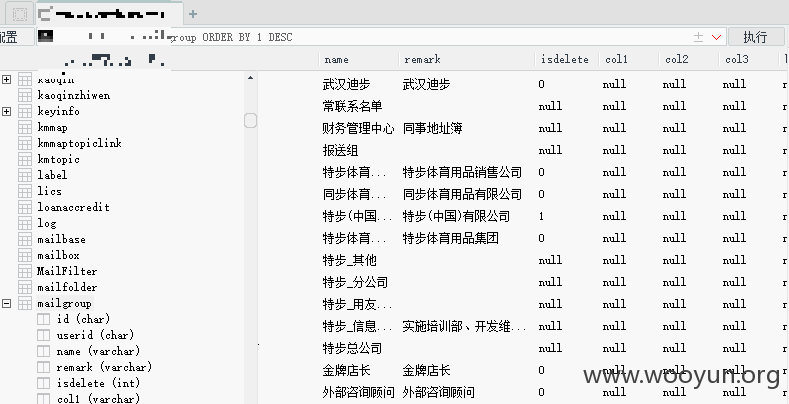 配置 group ORDER BY 1 DESC 执行
name remark isdelete col1 col2 col3
kaoqin
kaoqinzhiwen
keyinfo
kmmap
kmmaptopiclink
kmtopic
label
lics
loanaccredit
log
mailbase
mailbox
MailFilter
mailfolder
mailgroup
id (char)
userid (char)
name (varchar)
remark (varchar)
isdelete (int)
col1 (varchar)
武汉迪步 武汉迪步 0 null null null
常联系名单 null null null null
财务管理中心 同事地址簿 null null null null
报送组 null null null null
特步体育... 特步体育用品销售公司 0 null null null
同步体育... 同步体育用品有限公司 0 null null null
特步(中国... 特步(中国)有限公司 1 null null null
特步体育... 特步体育用品集团 0 null null null
特步_其他 null null null null
特步_分公司 null null null null
特步_用友... null null null null
特步_信息... 实施培训部、开发维... null null null null
特步总公司 null null null null
金牌店长 金牌店长 0 null null null
外部咨询顾问 外部咨询顾问 0 null null null
www.wooyun.org